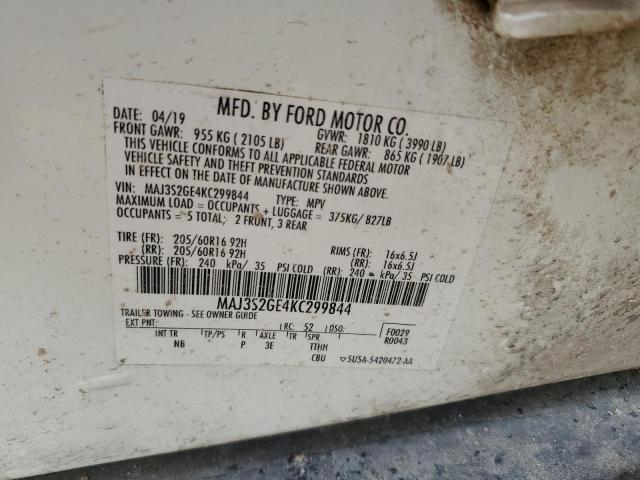 MFD. BY FORD MOTOR CO.
DATE: 04/19 GVWR: 1810 KG ( 3990 LB)
FRONT GAWR: 955 KG ( 2105 LB) REAR GAWR: 865 KG ( 1907 LB)
THIS VEHICLE CONFORMS TO ALL APPLICABLE FEDERAL MOTOR
VEHICLE SAFETY AND THEFT PREVENTION STANDARDS
IN EFFECT ON THE DATE OF MANUFACTURE SHOWN ABOVE.
VIN: MAJ3S2GE4KC299844 TYPE: MPV
MAXIMUM LOAD = OCCUPANTS + LUGGAGE = 375KG/ 827LB
OCCUPANTS = 5 TOTAL; 2 FRONT, 3 REAR
TIRE (FR): 205/60R16 92H RIMS (FR): 16x6.5J
(RR): 205/60R16 92H (RR): 16x6.5J
PRESSURE (FR): 240 kPa/ 35 PSI COLD (RR): 240 kPa/ 35 PSI COLD
MAJ3S2GE4KC299844
TRAILER TOWING - SEE OWNER GUIDE
EXT PNT: RC: 52 DSO: F0029
R0043
INT TR TP/PS R AXLE TR SPR
NB P 3E TTHH
CBU 5U5A-5420472-AA